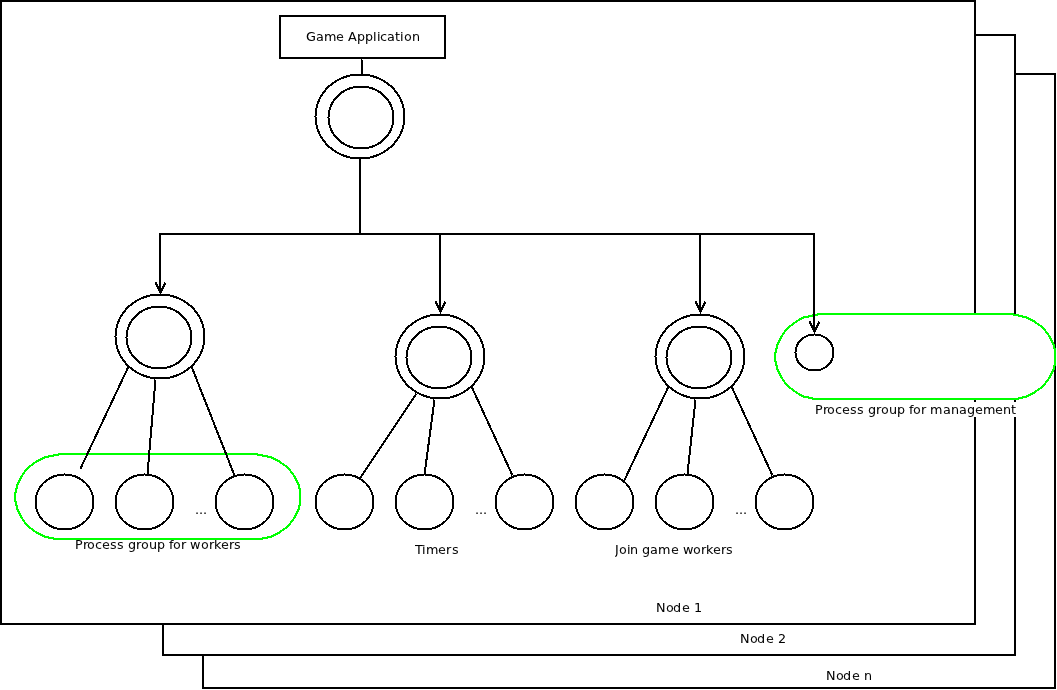 Game Application
Process group for management
...
...
...
Process group for workers
Timers
Join game workers
Node 1
Node 2
Node n